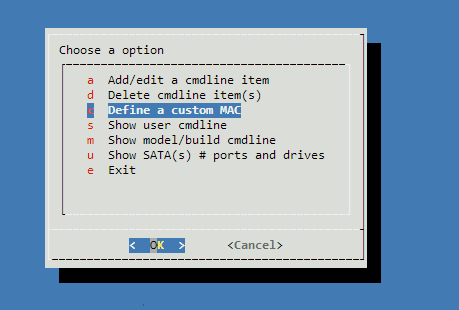 Choose a option
a Add/edit a cmdline item
d Delete cmdline item(s)
c Define a custom MAC
s Show user cmdline
m Show model/build cmdline
u Show SATA(s) # ports and drives
e Exit
< OK > <Cancel>